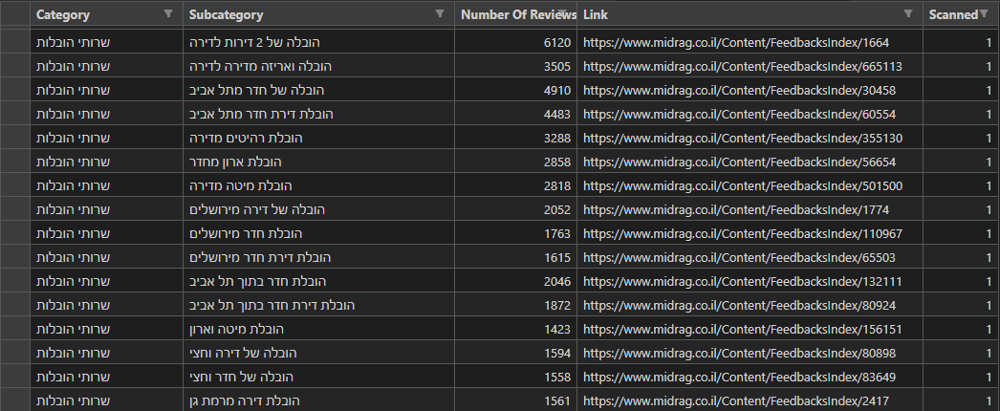 Category Subcategory Number Of Reviews Link Scanned
שרותי הובלות הובלה של 2 דירות לדירה 6120 https://www.midrag.co.il/Content/FeedbacksIndex/1664 1
שרותי הובלות הובלה ואריזה מדירה לדירה 3505 https://www.midrag.co.il/Content/FeedbacksIndex/665113 1
שרותי הובלות הובלה של חדר מתל אביב 4910 https://www.midrag.co.il/Content/FeedbacksIndex/30458 1
שרותי הובלות הובלת דירת חדר מתל אביב 4483 https://www.midrag.co.il/Content/FeedbacksIndex/60554 1
שרותי הובלות הובלת רהיטים מדירה 3288 https://www.midrag.co.il/Content/FeedbacksIndex/355130 1
שרותי הובלות הובלת ארון מחדר 2858 https://www.midrag.co.il/Content/FeedbacksIndex/56654 1
שרותי הובלות הובלת מיטה מדירה 2818 https://www.midrag.co.il/Content/FeedbacksIndex/501500 1
שרותי הובלות הובלה של דירה מירושלים 2052 https://www.midrag.co.il/Content/FeedbacksIndex/1774 1
שרותי הובלות הובלת חדר מירושלים 1763 https://www.midrag.co.il/Content/FeedbacksIndex/110967 1
שרותי הובלות הובלת דירת חדר מירושלים 1615 https://www.midrag.co.il/Content/FeedbacksIndex/65503 1
שרותי הובלות הובלת חדר בתוך תל אביב 2046 https://www.midrag.co.il/Content/FeedbacksIndex/132111 1
שרותי הובלות הובלת דירת חדר בתוך תל אביב 1872 https://www.midrag.co.il/Content/FeedbacksIndex/80924 1
שרותי הובלות הובלת מיטה וארון 1423 https://www.midrag.co.il/Content/FeedbacksIndex/156151 1
שרותי הובלות הובלה של דירה וחצי 1594 https://www.midrag.co.il/Content/FeedbacksIndex/80898 1
שרותי הובלות הובלה של חדר וחצי 1558 https://www.midrag.co.il/Content/FeedbacksIndex/83649 1
שרותי הובלות הובלת דירה מרמת גן 1561 https://www.midrag.co.il/Content/FeedbacksIndex/2417 1